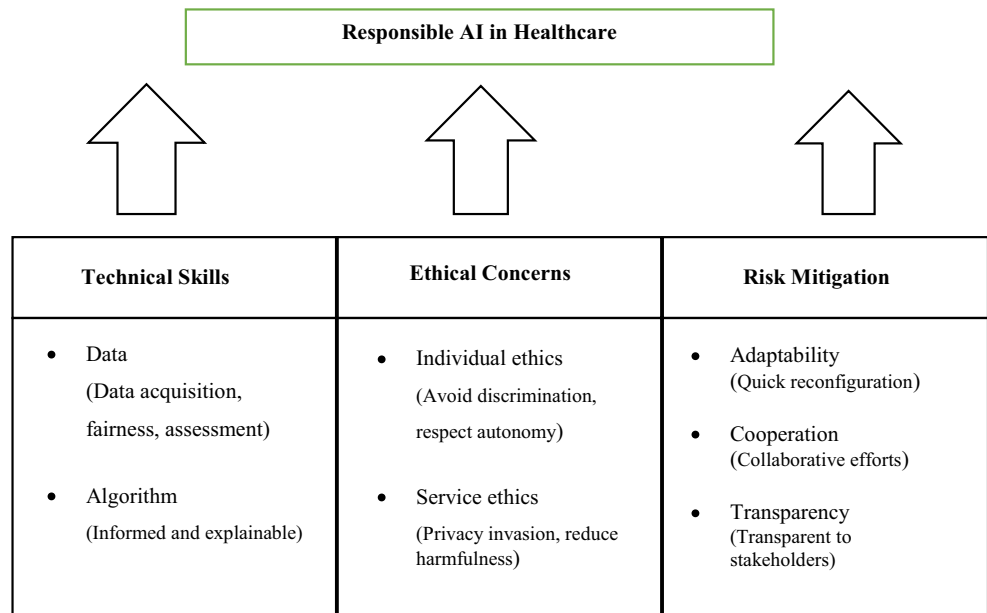 Responsible AI in Healthcare
Technical Skills
Ethical Concerns
Risk Mitigation
• Data
(Data acquisition,
fairness, assessment)
• Algorithm
(Informed and explainable)
• Individual ethics
(Avoid discrimination,
respect autonomy)
• Service ethics
(Privacy invasion, reduce
harmfulness)
• Adaptability
(Quick reconfiguration)
• Cooperation
(Collaborative efforts)
• Transparency
(Transparent to
stakeholders)